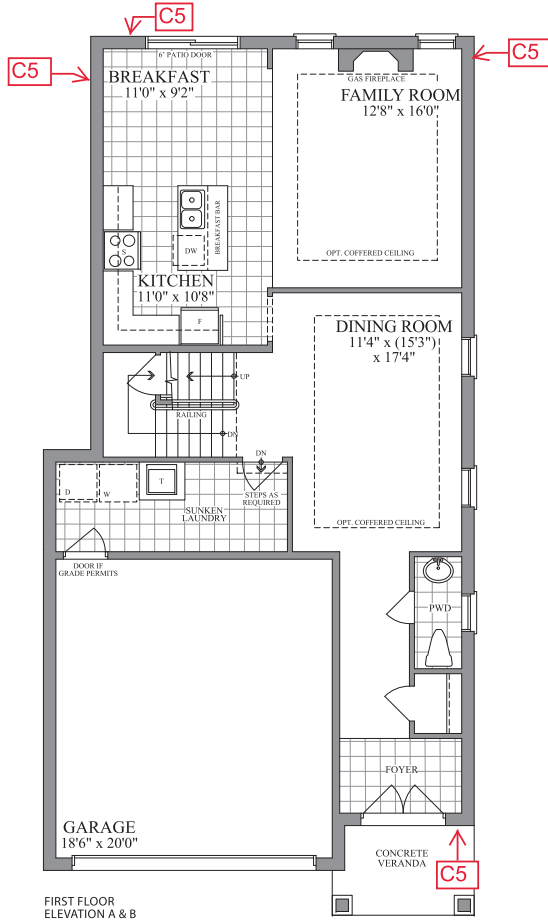 C5
C5
C5
6' PATIO DOOR
BREAKFAST
11'0" x 9'2"
GAS FIREPLACE
FAMILY ROOM
12'8" x 16'0"
BREAKFAST BAR
DW
S
OPT. COFFERED CEILING
KITCHEN
11'0" x 10'8"
F
DINING ROOM
11'4" x (15'3")
x 17'4"
UP
RAILING
DN
DN
D
W
T
STEPS AS
REQUIRED
SUNKEN
LAUNDRY
OPT. COFFERED CEILING
DOOR IF
GRADE PERMITS
PWD
FOYER
GARAGE
18'6" x 20'0"
CONCRETE
VERANDA
C5
FIRST FLOOR
ELEVATION A & B